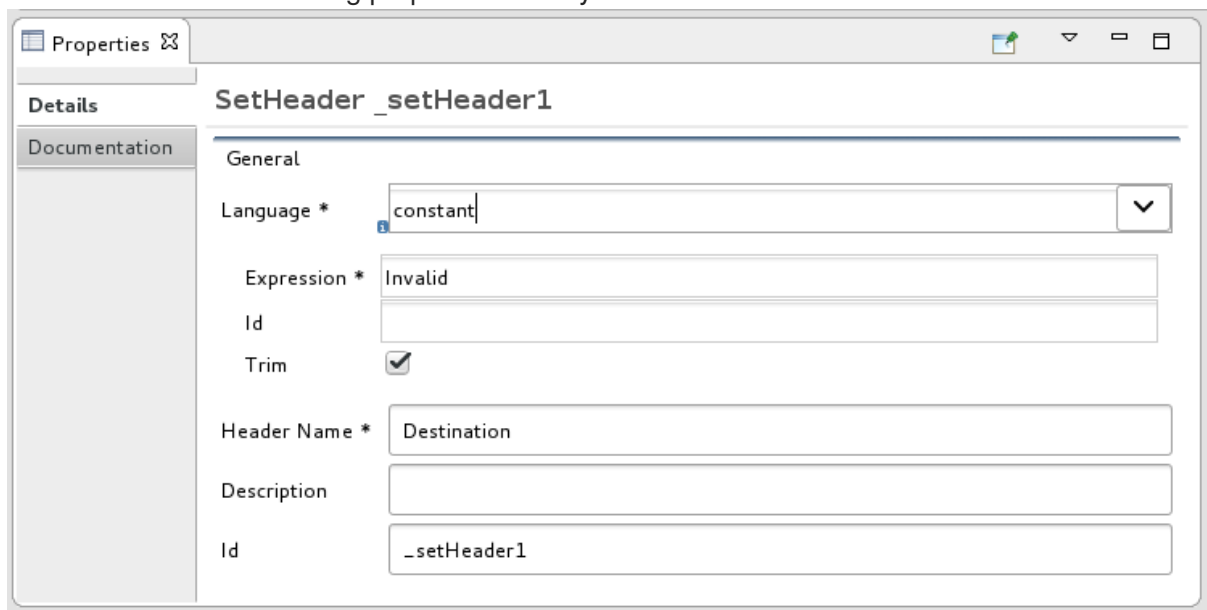 Properties
Details
SetHeader _setHeader1
Documentation
General
Language *
constant
Expression *
Invalid
Id
Trim
Header Name *
Destination
Description
Id
_setHeader1